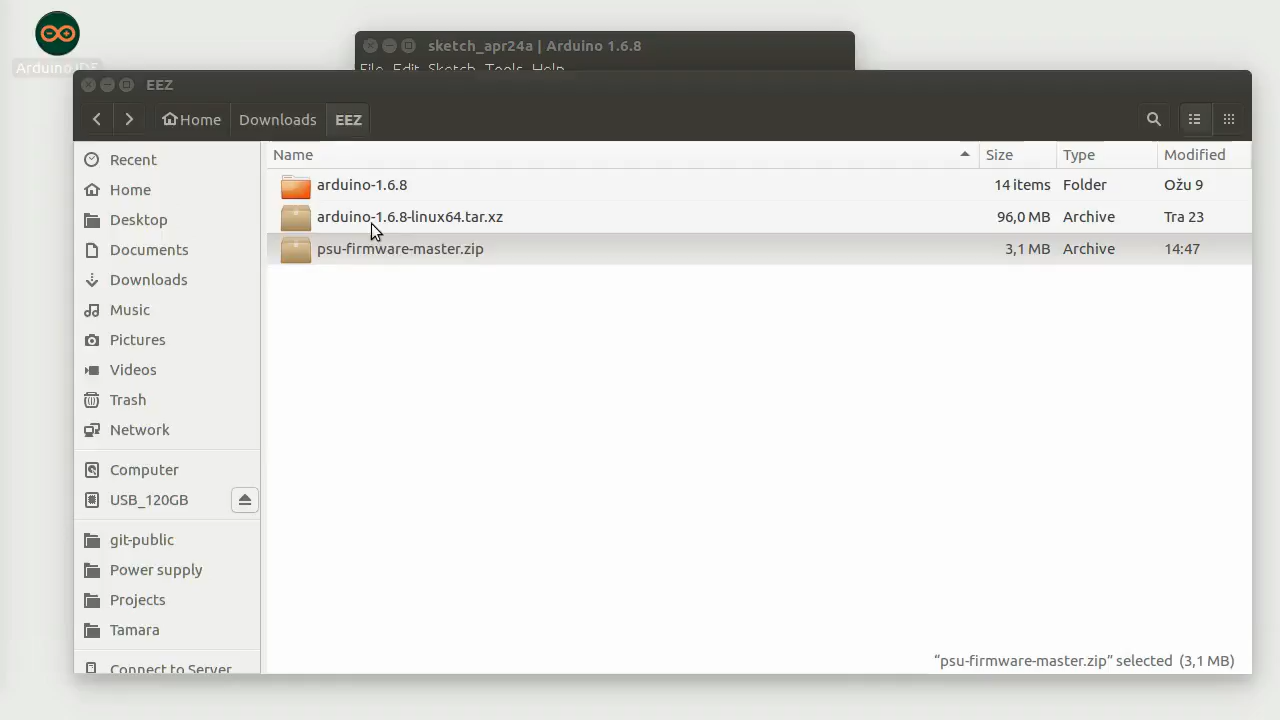 Arduino IDE
sketch_apr24a | Arduino 1.6.8
File Edit Sketch Tools Help
EEZ
Home Downloads EEZ
Name Size Type Modified
Recent
Home
Desktop
Documents
Downloads
Music
Pictures
Videos
Trash
Network
Computer
USB_120GB
git-public
Power supply
Projects
Tamara
Connect to Server
arduino-1.6.8 14 items Folder Ožu 9
arduino-1.6.8-linux64.tar.xz 96,0 MB Archive Tra 23
psu-firmware-master.zip 3,1 MB Archive 14:47
“psu-firmware-master.zip” selected (3,1 MB)